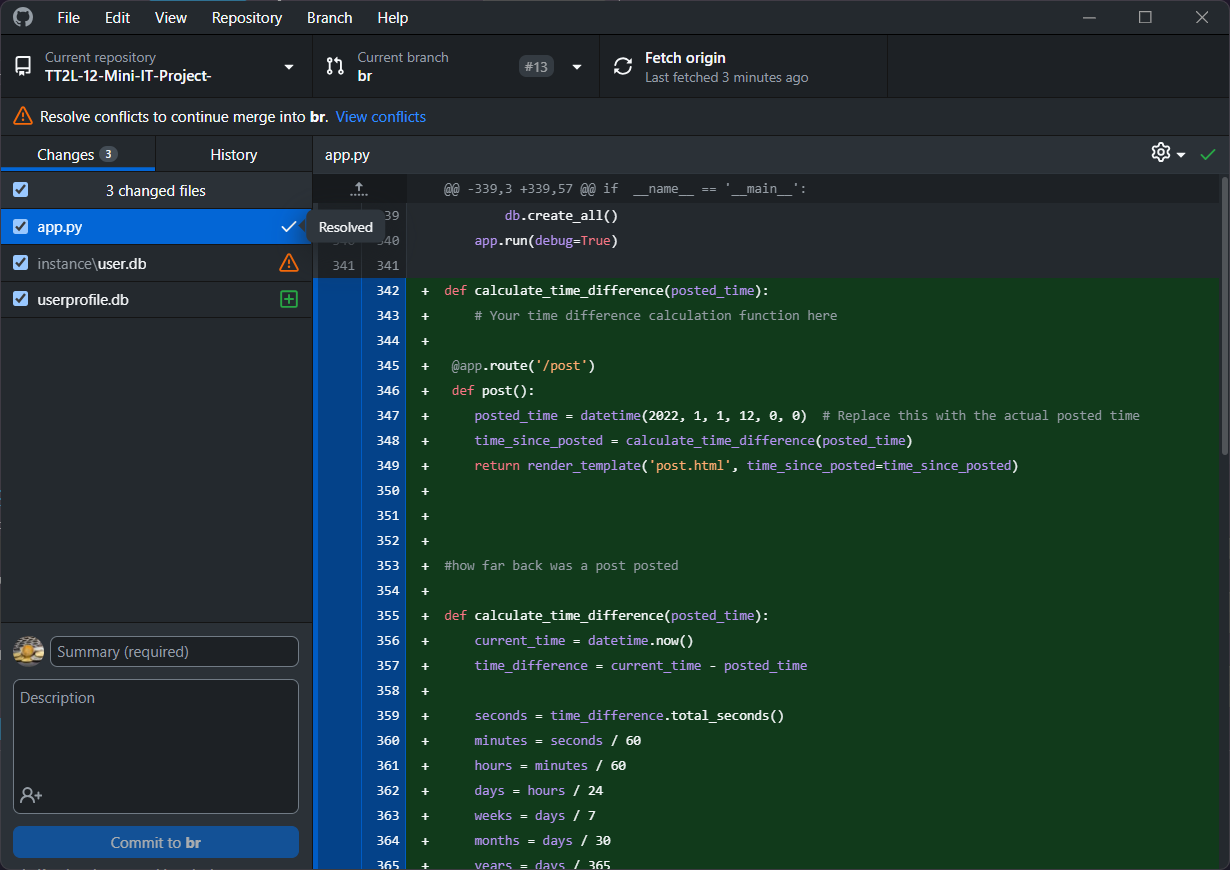 File Edit View Repository Branch Help
Current repository
TT2L-12-Mini-IT-Project-
Current branch
br
#13
Fetch origin
Last fetched 3 minutes ago
Resolve conflicts to continue merge into br. View conflicts
Changes 3
History
app.py
3 changed files
app.py
Resolved
instance\user.db
userprofile.db
@@ -339,3 +339,57 @@ if __name__ == '__main__':
39 db.create_all()
340 app.run(debug=True)
341 341
342 + def calculate_time_difference(posted_time):
343 + # Your time difference calculation function here
344 +
345 + @app.route('/post')
346 + def post():
347 + posted_time = datetime(2022, 1, 1, 12, 0, 0) # Replace this with the actual posted time
348 + time_since_posted = calculate_time_difference(posted_time)
349 + return render_template('post.html', time_since_posted=time_since_posted)
350 +
351 +
352 +
353 + #how far back was a post posted
354 +
355 + def calculate_time_difference(posted_time):
356 + current_time = datetime.now()
357 + time_difference = current_time - posted_time
358 +
359 + seconds = time_difference.total_seconds()
360 + minutes = seconds / 60
361 + hours = minutes / 60
362 + days = hours / 24
363 + weeks = days / 7
364 + months = days / 30
365 + years = days / 365
Summary (required)
Description
Commit to br